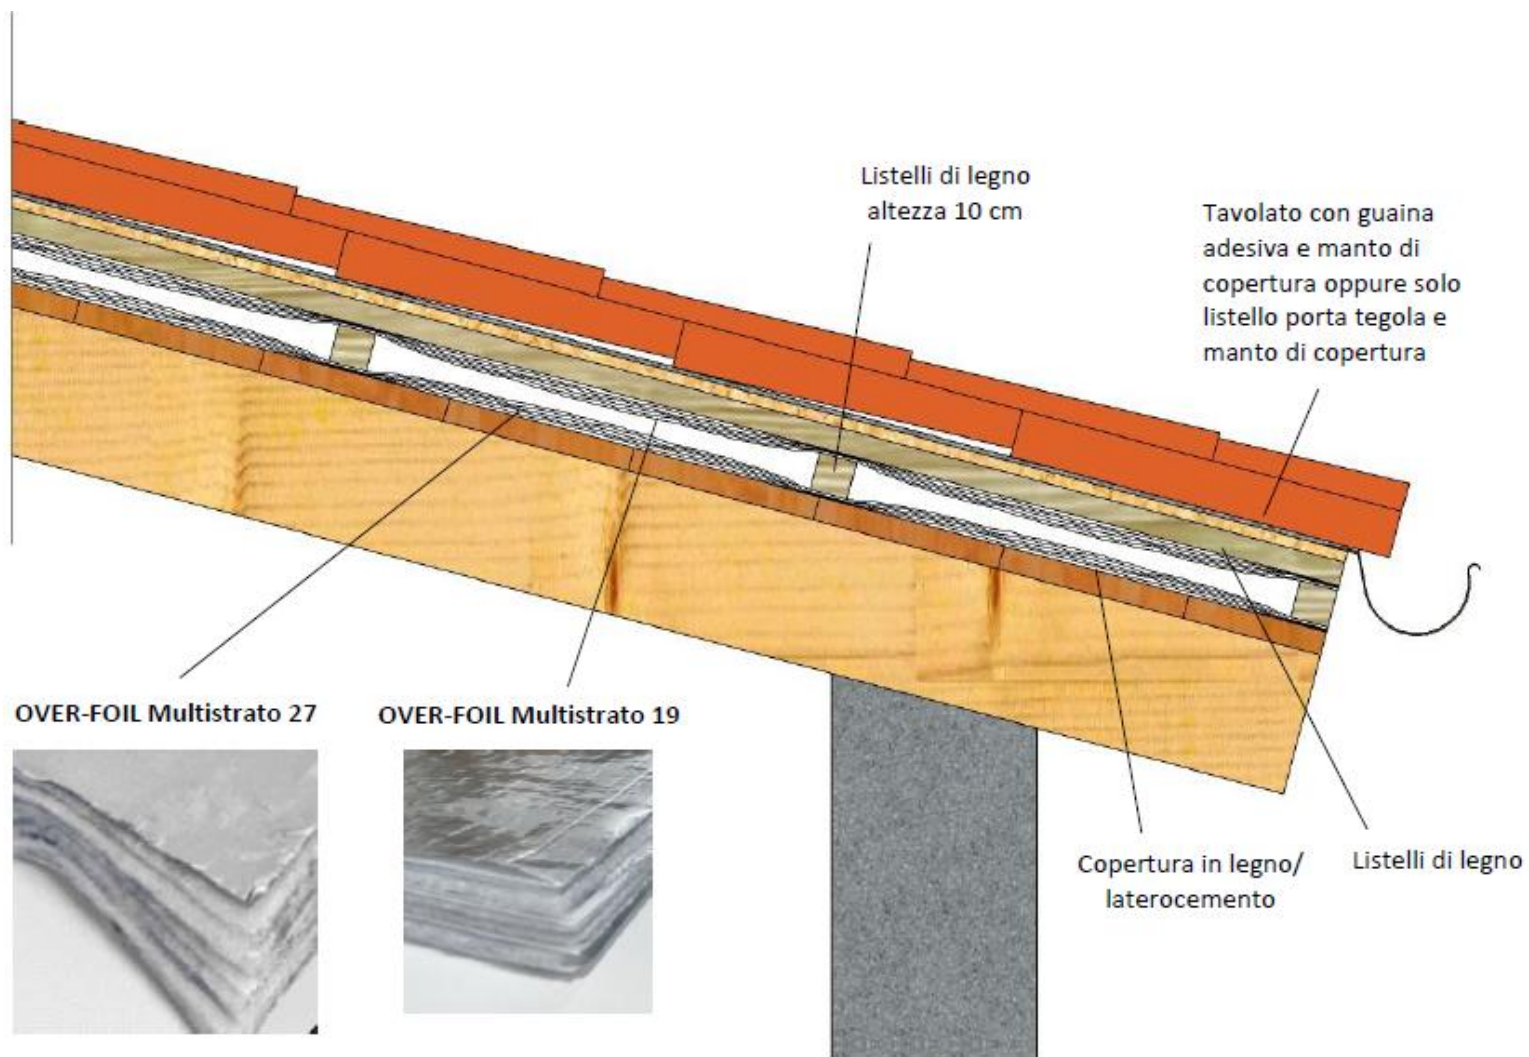 Listelli di legno
altezza 10 cm
Tavolato con guaina
adesiva e manto di
copertura oppure solo
listello porta tegola e
manto di copertura
OVER-FOIL Multistrato 27
OVER-FOIL Multistrato 19
Copertura in legno/
laterocemento
Listelli di legno